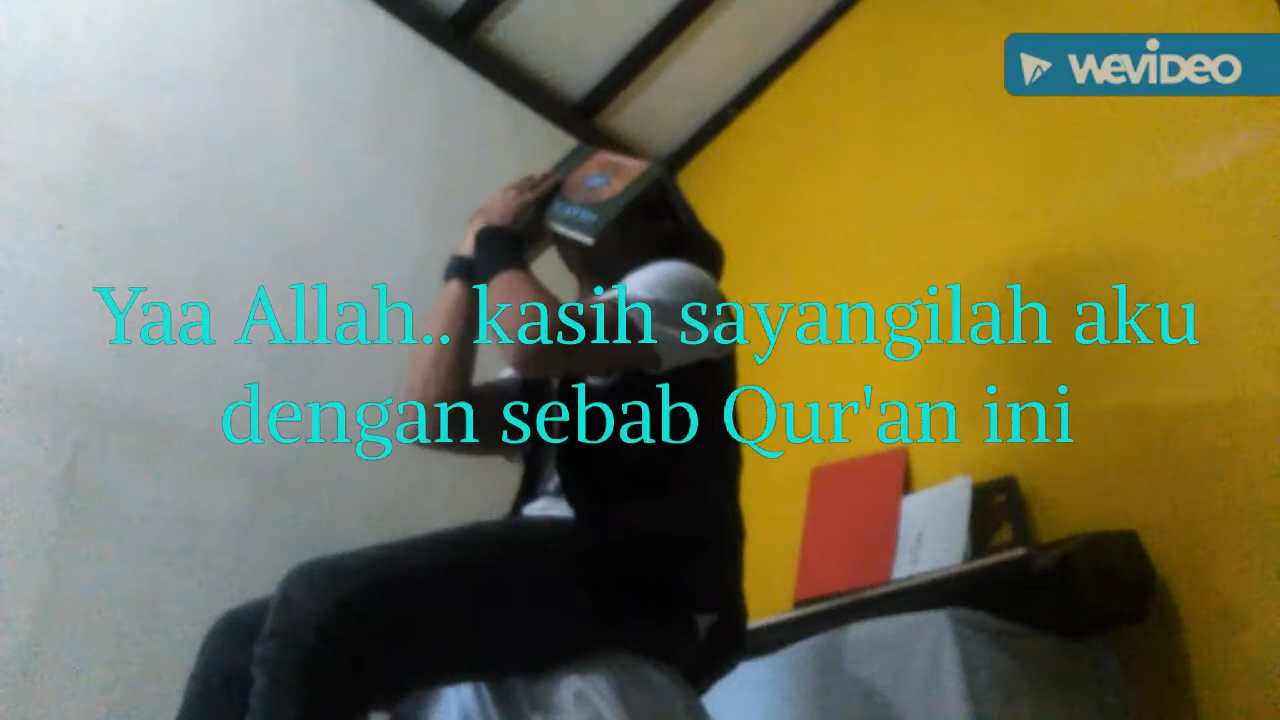 WEVIDEO
Yaa Allah.. kasih sayangilah aku
dengan sebab Qur'an ini